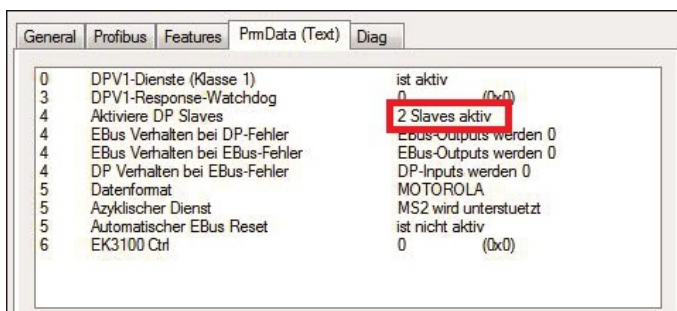 General Profibus Features PrmData (Text) Diag
0 DPV1-Dienste (Klasse 1) ist aktiv
3 DPV1-Response-Watchdog 0 (0x0)
4 Aktiviere DP Slaves 2 Slaves aktiv
4 EBus Verhalten bei DP-Fehler EBus-Outputs werden 0
4 EBus Verhalten bei EBus-Fehler EBus-Outputs werden 0
4 DP Verhalten bei EBus-Fehler DP-Inputs werden 0
5 Datenformat MOTOROLA
5 Azyklischer Dienst MS2 wird unterstuetzt
5 Automatischer EBus Reset ist nicht aktiv
6 EK3100 Ctrl 0 (0x0)